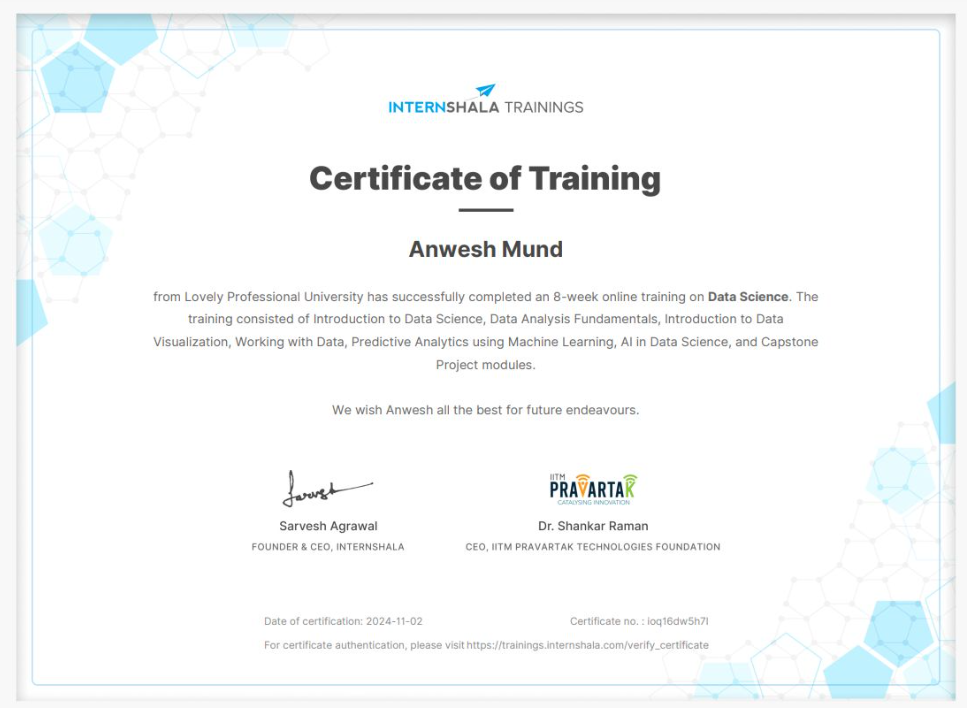 INTERNSHALA TRAININGS
Certificate of Training
Anwesh Mund
from Lovely Professional University has successfully completed an 8-week online training on Data Science. The
training consisted of Introduction to Data Science, Data Analysis Fundamentals, Introduction to Data
Visualization, Working with Data, Predictive Analytics using Machine Learning, AI in Data Science, and Capstone
Project modules.
We wish Anwesh all the best for future endeavours.
Sarvesh
IITM
PRAVARTAK
CATALYSING INNOVATION
Sarvesh Agrawal
Dr. Shankar Raman
FOUNDER & CEO, INTERNSHALA
CEO, IITM PRAVARTAK TECHNOLOGIES FOUNDATION
Date of certification: 2024-11-02
Certificate no. : ioq16dw5h7l
For certificate authentication, please visit https://trainings.internshala.com/verify_certificate